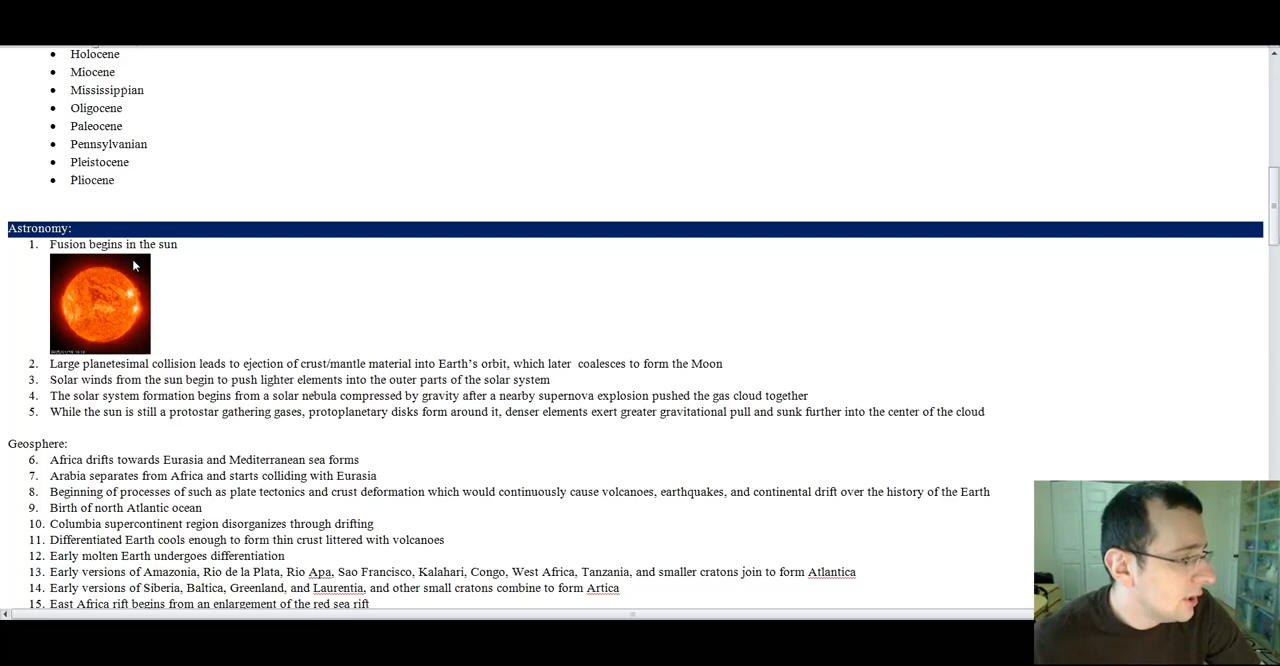 Holocene
Miocene
Mississippian
Oligocene
Paleocene
Pennsylvanian
Pleistocene
Pliocene
Astronomy:
1. Fusion begins in the sun
2. Large planetesimal collision leads to ejection of crust/mantle material into Earth's orbit, which later coalesces to form the Moon
3. Solar winds from the sun begin to push lighter elements into the outer parts of the solar system
4. The solar system formation begins from a solar nebula compressed by gravity after a nearby supernova explosion pushed the gas cloud together
5. While the sun is still a protostar gathering gases, protoplanetary disks form around it, denser elements exert greater gravitational pull and sunk further into the center of the cloud
Geosphere:
6. Africa drifts towards Eurasia and Mediterranean sea forms
7. Arabia separates from Africa and starts colliding with Eurasia
8. Beginning of processes of such as plate tectonics and crust deformation which would continuously cause volcanoes, earthquakes, and continental drift over the history of the Earth
9. Birth of north Atlantic ocean
10. Columbia supercontinent region disorganizes through drifting
11. Differentiated Earth cools enough to form thin crust littered with volcanoes
12. Early molten Earth undergoes differentiation
13. Early versions of Amazonia, Rio de la Plata, Rio Apa, Sao Francisco, Kalahari, Congo, West Africa, Tanzania, and smaller cratons join to form Atlantica
14. Early versions of Siberia, Baltica, Greenland, and Laurentia, and other small cratons combine to form Artica
15. East Africa rift begins from an enlargement of the red sea rift